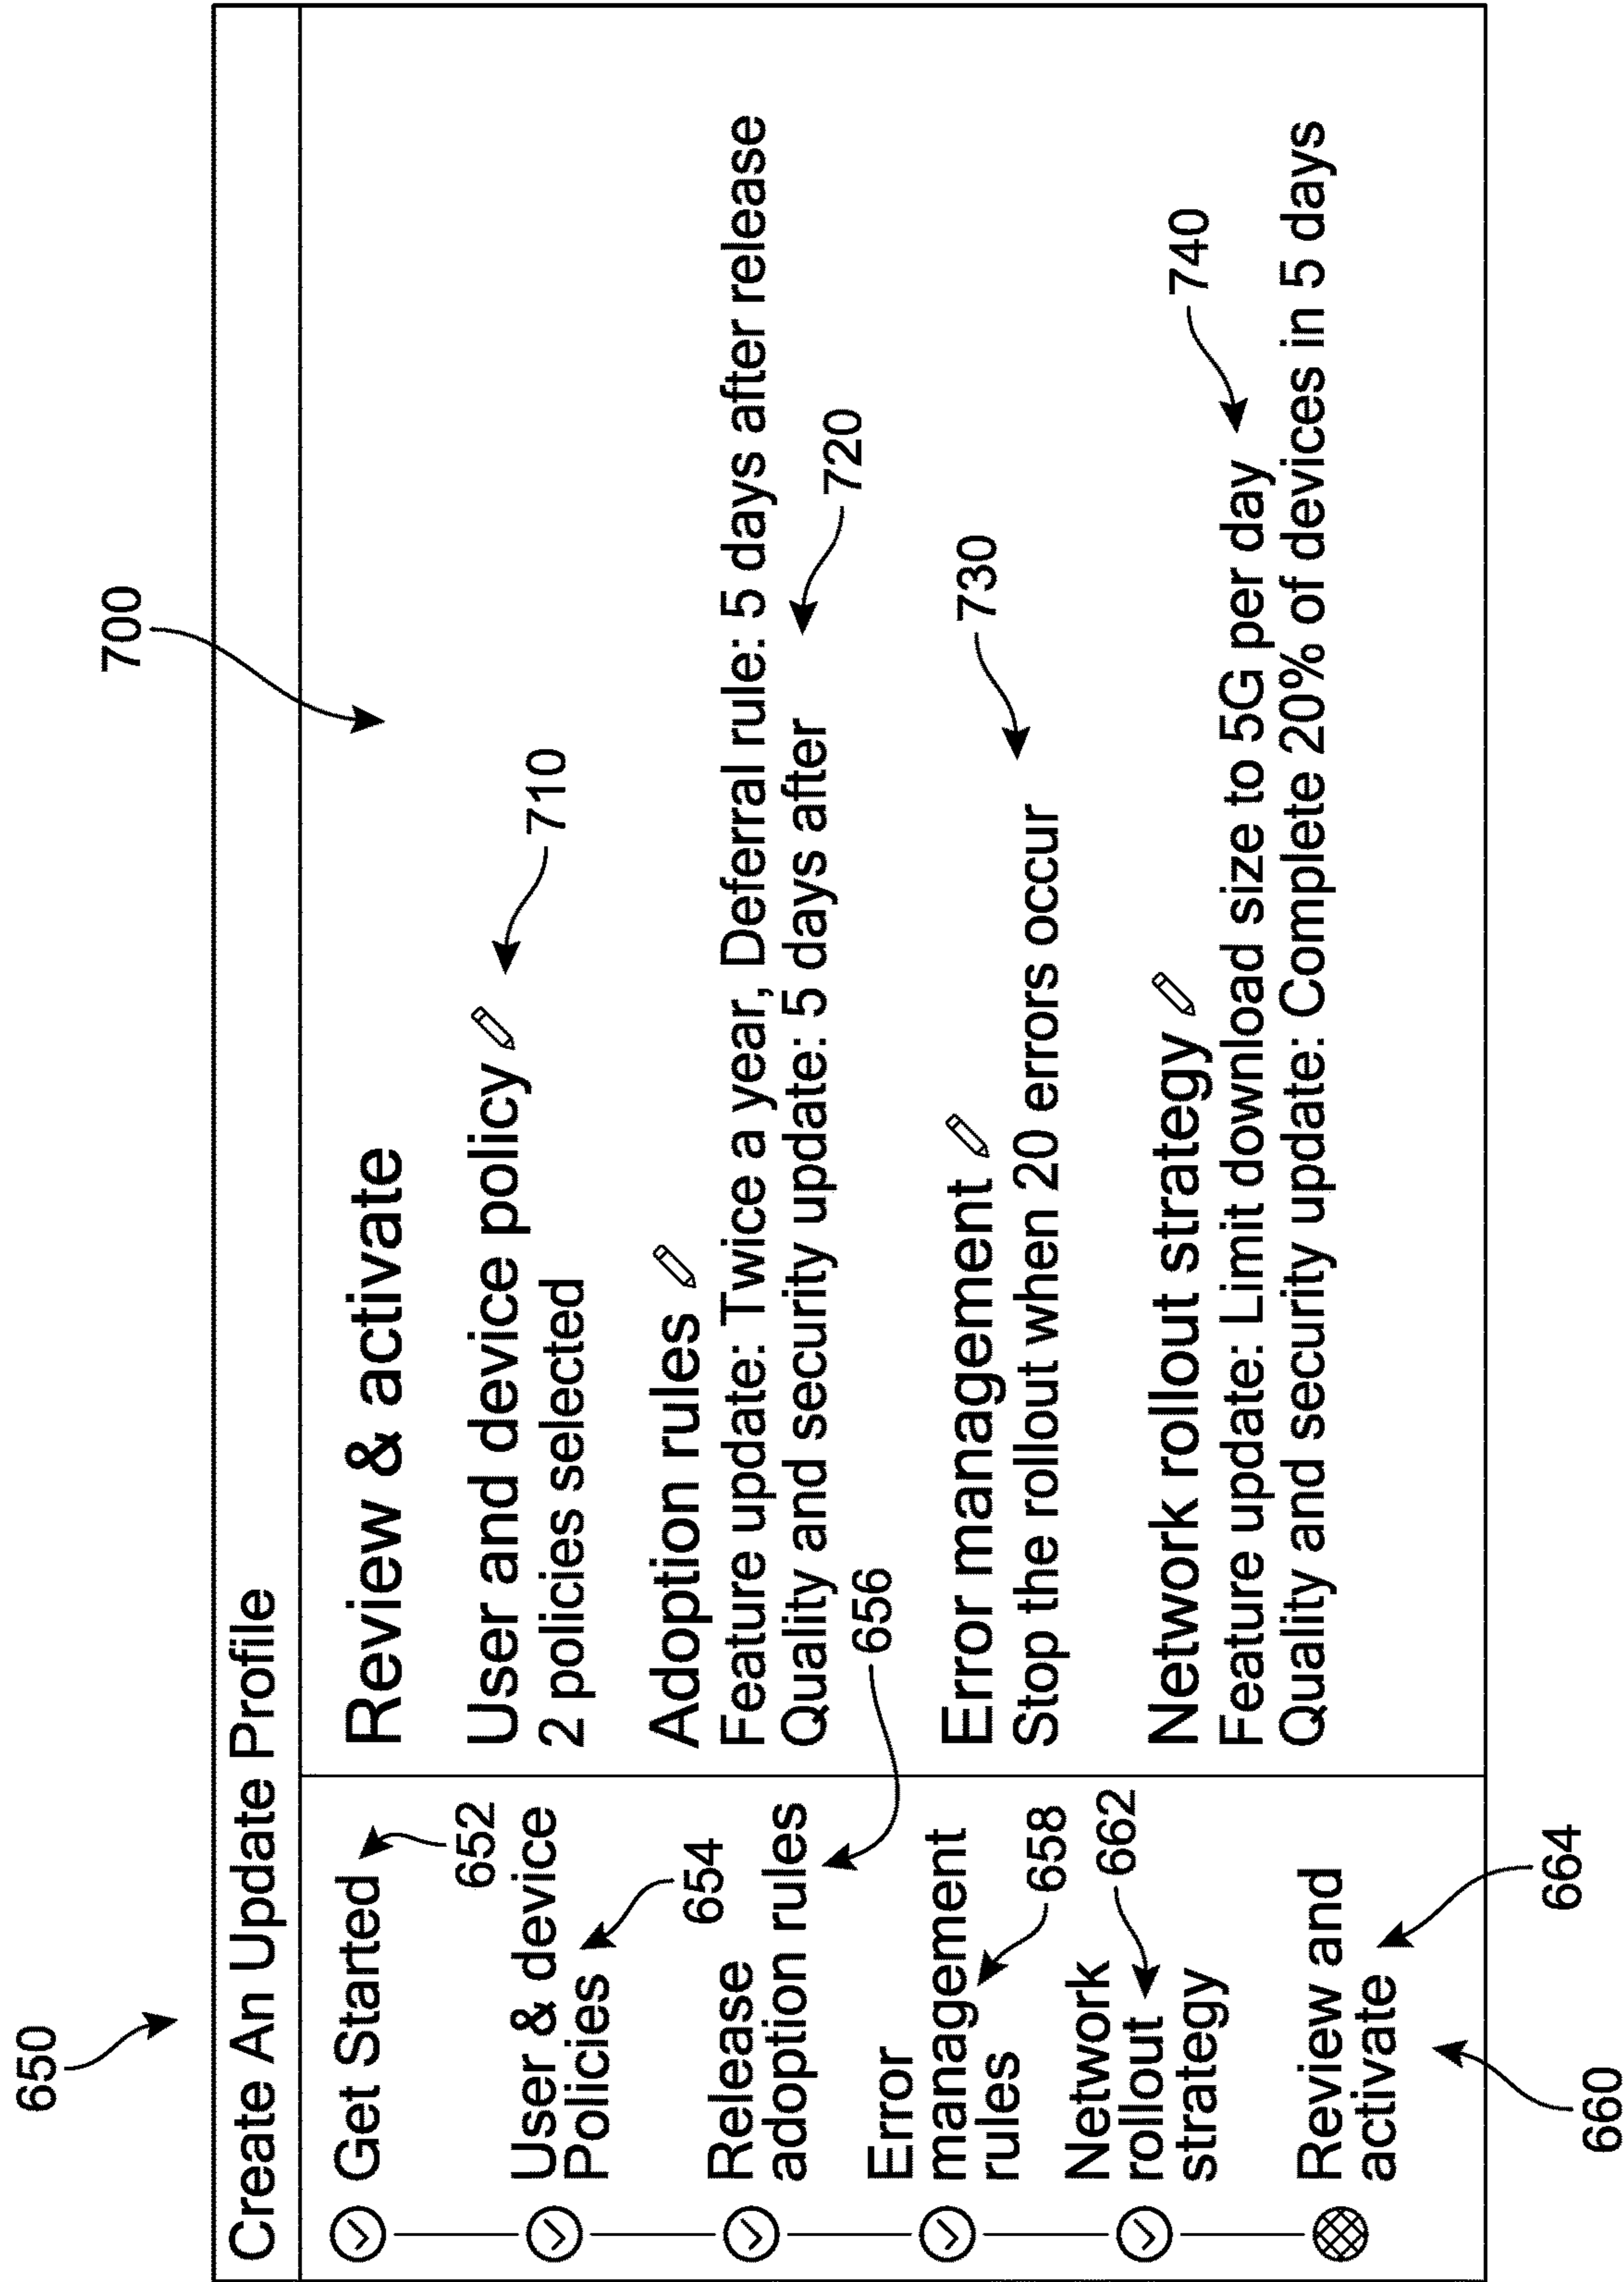 650
700
Create An Update Profile
Get Started
652
User & device
Policies
654
Release
adoption rules
656
Error
management
rules
658
Network
rollout
strategy
662
Review and
activate
664
660
Review & activate
User and device policy
710
2 policies selected
Adoption rules
Feature update: Twice a year, Deferral rule: 5 days after release
Quality and security update: 5 days after
720
Error management
730
Stop the rollout when 20 errors occur
Network rollout strategy
740
Feature update: Limit download size to 5G per day
Quality and security update: Complete 20% of devices in 5 days